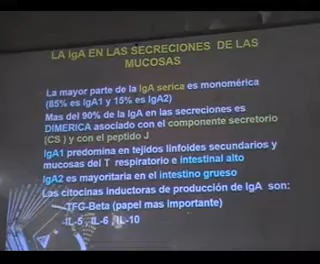 LA IgA EN LAS SECRECIONES DE LAS
MUCOSAS
La mayor parte de la IgA serica es monomérica
(85% es IgA1 y 15% es IgA2)
Mas del 90% de la IgA en las secreciones es
DIMERICA asociado con el componente secretorio
(CS) y con el peptido J
IgA1 predomina en tejidos linfoides secundarios y
mucosas del T respiratorio e intestinal alto
IgA2 es mayoritaria en el intestino grueso
Las citocinas inductoras de producción de IgA son:
-TFG-Beta (papel mas importante)
-IL-5, IL-6, IL-10